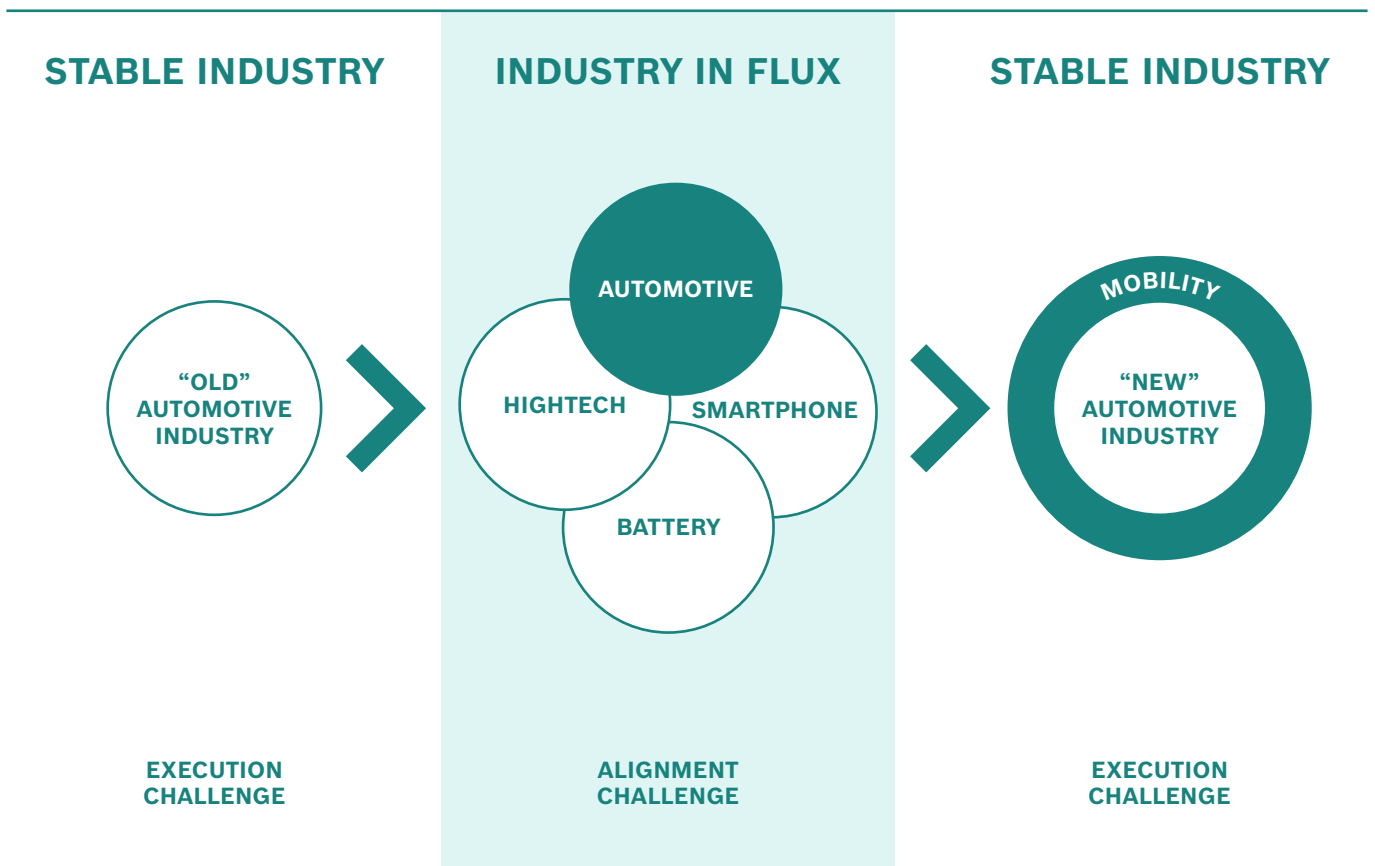 STABLE INDUSTRY
INDUSTRY IN FLUX
STABLE INDUSTRY
“OLD”
AUTOMOTIVE
INDUSTRY
AUTOMOTIVE
HIGHTECH
SMARTPHONE
BATTERY
MOBILITY
“NEW”
AUTOMOTIVE
INDUSTRY
EXECUTION
CHALLENGE
ALIGNMENT
CHALLENGE
EXECUTION
CHALLENGE